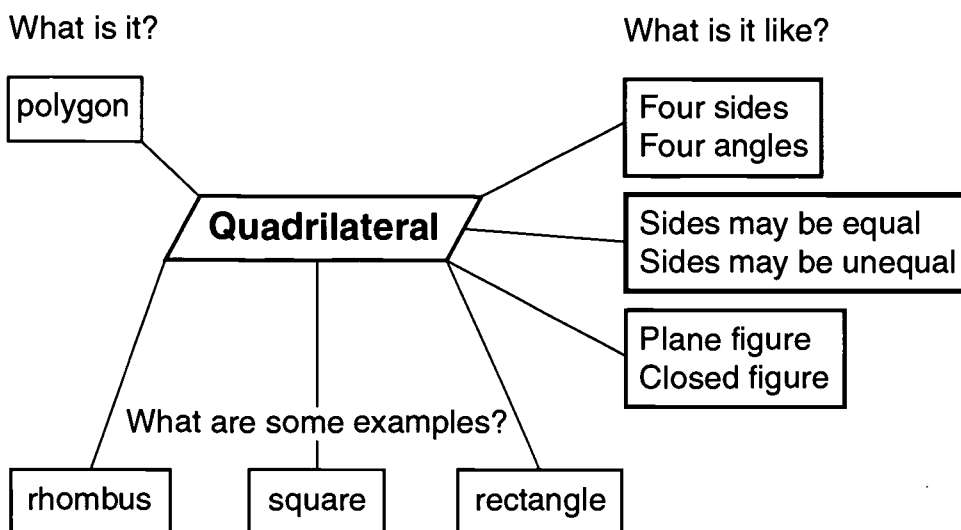 What is it?
What is it like?
polygon
Four sides
Four angles
Quadrilateral
Sides may be equal
Sides may be unequal
Plane figure
Closed figure
What are some examples?
rhombus
square
rectangle